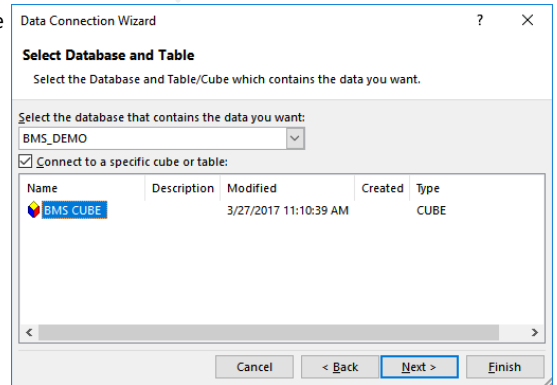 e
Data Connection Wizard ? ×
Select Database and Table
Select the Database and Table/Cube which contains the data you want.
Select the database that contains the data you want:
BMS_DEMO
Connect to a specific cube or table:
Name Description Modified Created Type
BMS CUBE 3/27/2017 11:10:39 AM CUBE
Cancel < Back Next > Finish